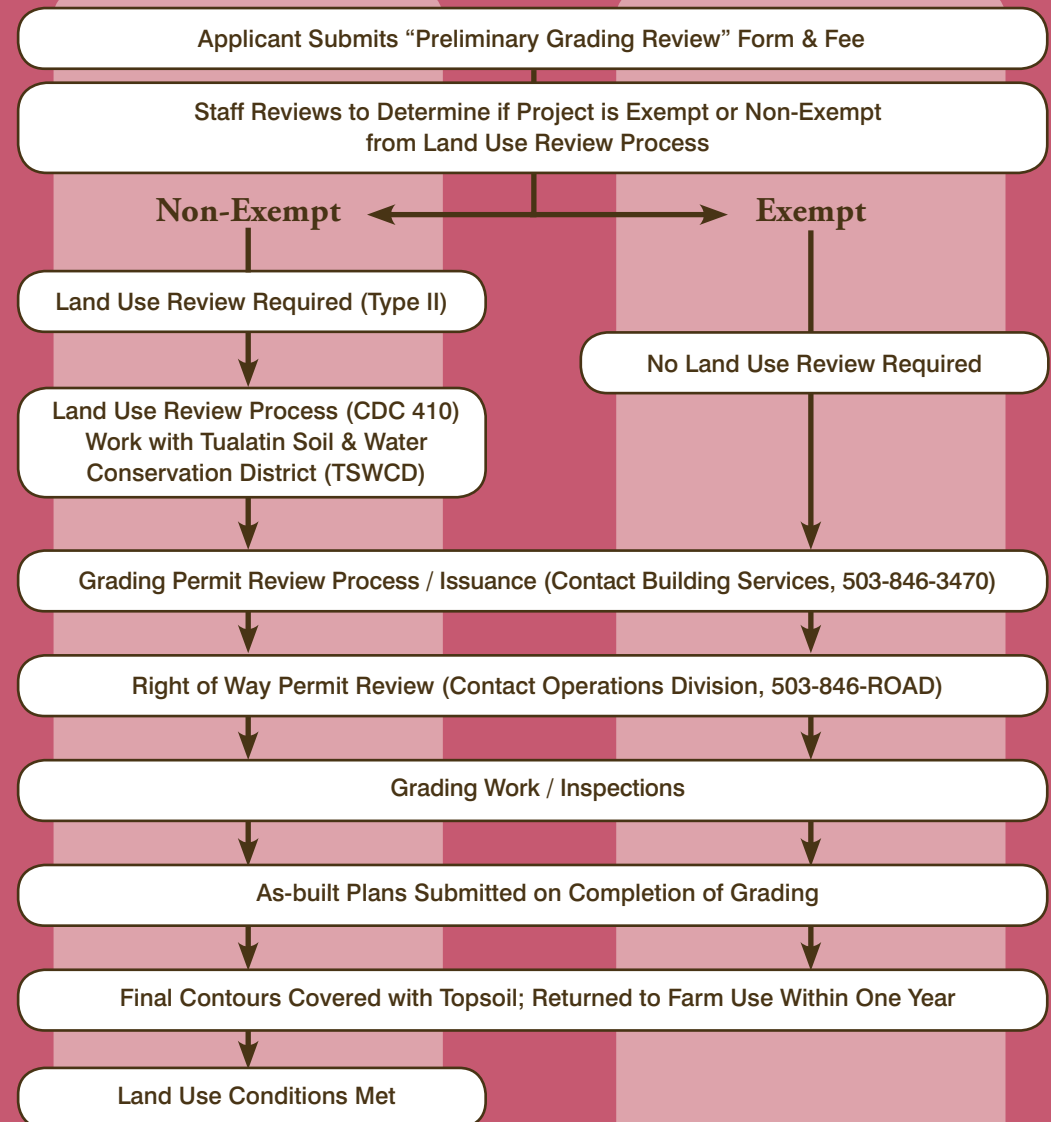 Applicant Submits “Preliminary Grading Review” Form & Fee
Staff Reviews to Determine if Project is Exempt or Non-Exempt
from Land Use Review Process
Non-Exempt
Exempt
Land Use Review Required (Type II)
No Land Use Review Required
Land Use Review Process (CDC 410)
Work with Tualatin Soil & Water
Conservation District (TSWCD)
Grading Permit Review Process / Issuance (Contact Building Services, 503-846-3470)
Right of Way Permit Review (Contact Operations Division, 503-846-ROAD)
Grading Work / Inspections
As-built Plans Submitted on Completion of Grading
Final Contours Covered with Topsoil; Returned to Farm Use Within One Year
Land Use Conditions Met